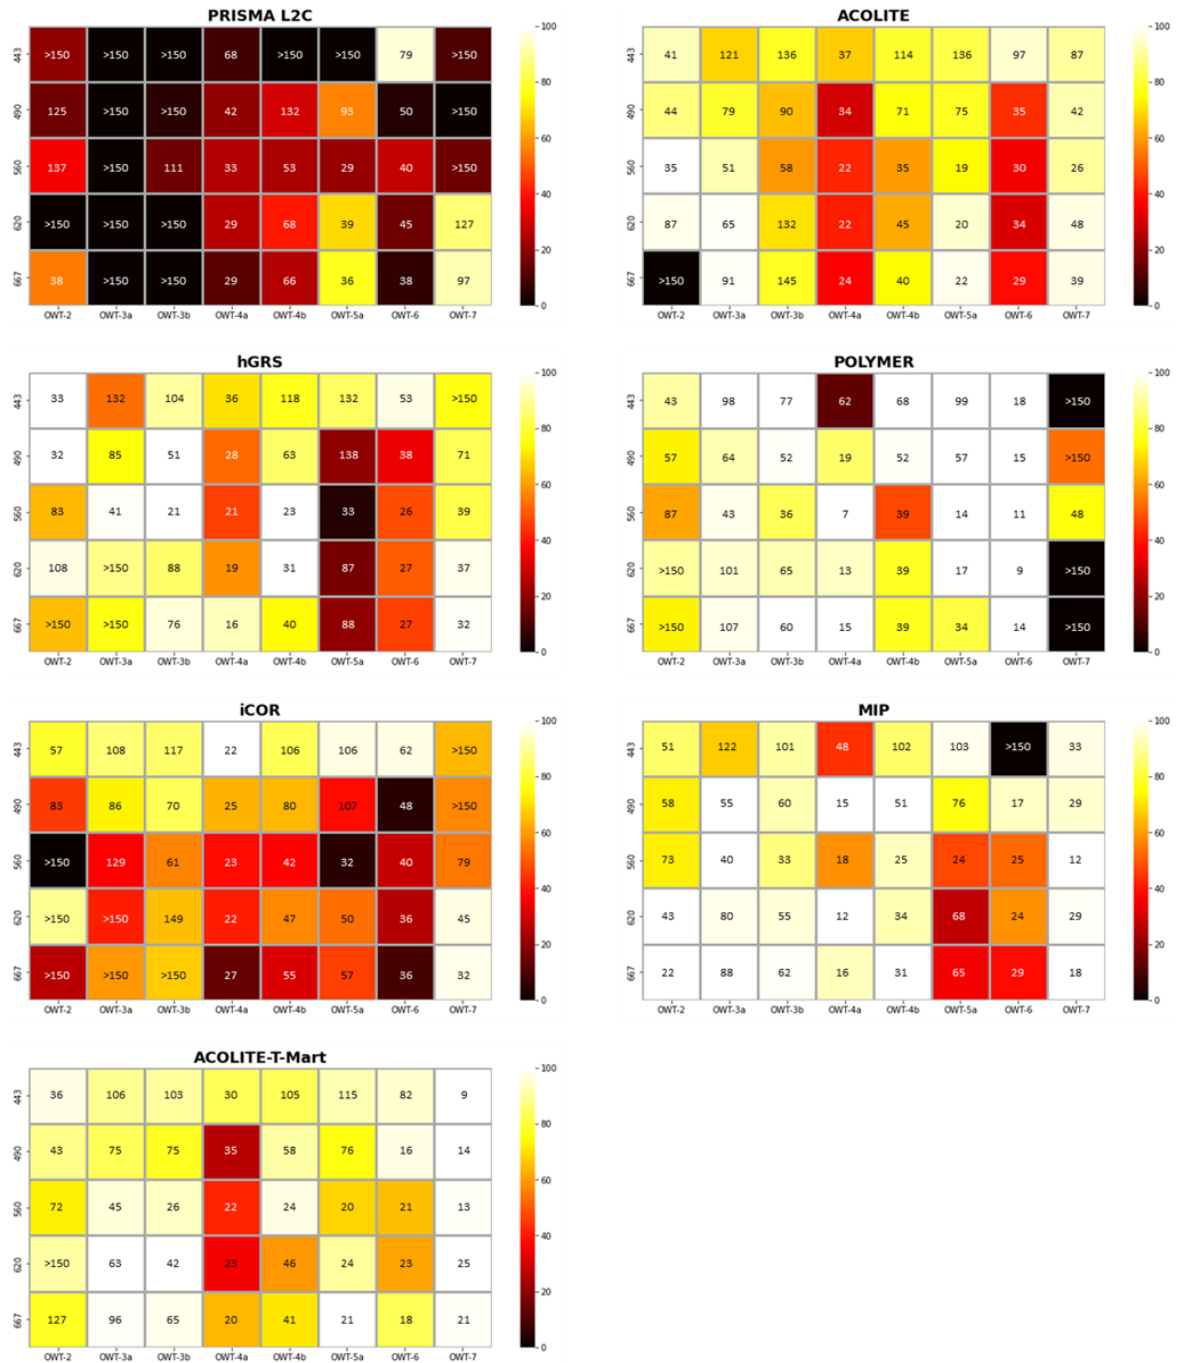 PRISMA L2C
443 >150 >150 >150 68 >150 >150 79 >150
490 125 >150 >150 42 132 93 50 >150
560 137 >150 111 33 53 29 40 >150
620 >150 >150 >150 29 68 39 45 127
667 38 >150 >150 29 66 36 38 97
OWT-2 OWT-3a OWT-3b OWT-4a OWT-4b OWT-5a OWT-6 OWT-7
100
80
60
40
20
0
ACOLITE
443 41 121 136 37 114 136 97 87
490 44 79 90 34 71 75 35 42
560 35 51 58 22 35 19 30 26
620 87 65 132 22 45 20 34 48
667 >150 91 145 24 40 22 29 39
OWT-2 OWT-3a OWT-3b OWT-4a OWT-4b OWT-5a OWT-6 OWT-7
100
80
60
40
20
0
hGRS
443 33 132 104 36 118 132 53 >150
490 32 85 51 28 63 138 38 71
560 83 41 21 21 23 33 26 39
620 108 >150 88 19 31 87 27 37
667 >150 >150 76 16 40 88 27 32
OWT-2 OWT-3a OWT-3b OWT-4a OWT-4b OWT-5a OWT-6 OWT-7
100
80
60
40
20
0
POLYMER
443 43 98 77 62 68 99 18 >150
490 57 64 52 19 52 57 15 >150
560 87 43 36 7 39 14 11 48
620 >150 101 65 13 39 17 9 >150
667 >150 107 60 15 39 34 14 >150
OWT-2 OWT-3a OWT-3b OWT-4a OWT-4b OWT-5a OWT-6 OWT-7
100
80
60
40
20
0
iCOR
443 57 108 117 22 106 106 62 >150
490 83 86 70 25 80 107 48 >150
560 >150 129 61 23 42 32 40 79
620 >150 >150 149 22 47 50 36 45
667 >150 >150 >150 27 55 57 36 32
OWT-2 OWT-3a OWT-3b OWT-4a OWT-4b OWT-5a OWT-6 OWT-7
100
80
60
40
20
0
MIP
443 51 122 101 48 102 103 >150 33
490 58 55 60 15 51 76 17 29
560 73 40 33 18 25 24 25 12
620 43 80 55 12 34 68 24 29
667 22 88 62 16 31 65 29 18
OWT-2 OWT-3a OWT-3b OWT-4a OWT-4b OWT-5a OWT-6 OWT-7
100
80
60
40
20
0
ACOLITE-T-Mart
443 36 106 103 30 105 115 82 9
490 43 75 75 35 58 76 16 14
560 72 45 26 22 24 20 21 13
620 >150 63 42 23 46 24 23 25
667 127 96 65 20 41 21 18 21
OWT-2 OWT-3a OWT-3b OWT-4a OWT-4b OWT-5a OWT-6 OWT-7
100
80
60
40
20
0